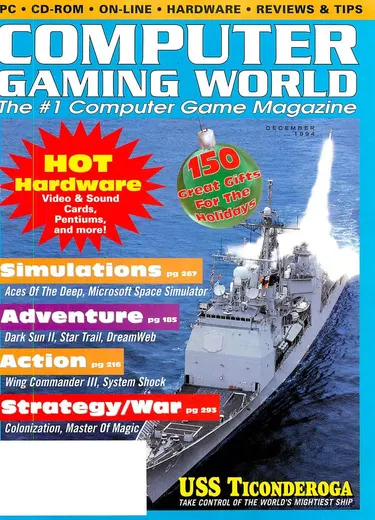 PC • CD-ROM • ON-LINE • HARDWARE • REVIEWS & TIPS
COMPUTER
GAMING WORLD
The #1 Computer Game Magazine
DECEMBER
1994
HOT
Hardware
Video & Sound
Cards,
Pentiums,
and more!
150
Great Gifts
For The
Holidays
Simulations pg 267
Aces Of The Deep, Microsoft Space Simulator
Adventure pg 185
Dark Sun II, Star Trail, DreamWeb
Action pg 216
Wing Commander III, System Shock
Strategy/War pg 293
Colonization, Master Of Magic
USS TICONDEROGA
TAKE CONTROL OF THE WORLD'S MIGHTIEST SHIP